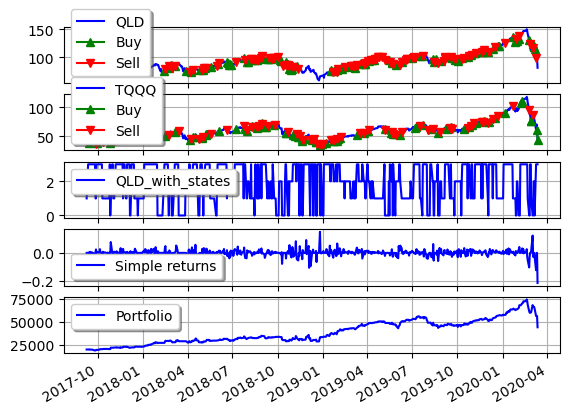 150
100
QLD
Buy
Sell
100
50
TQQQ
Buy
Sell
2
0
QLD_with_states
0.0
−0.2
Simple returns
75000
50000
25000
Portfolio
2017-10
2018-01
2018-04
2018-07
2018-10
2019-01
2019-04
2019-07
2019-10
2020-01
2020-04